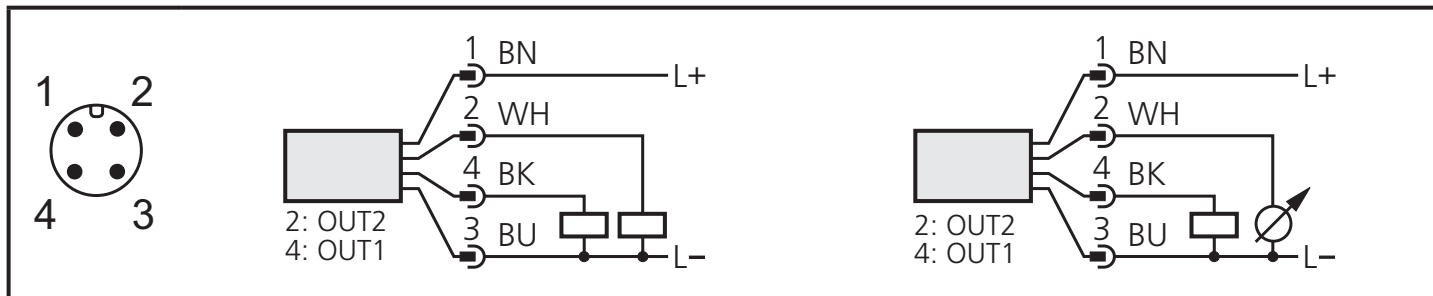 1 2
4 3
1 BN
L+
2 WH
4 BK
3 BU
L–
2: OUT2
4: OUT1
1 BN
L+
2 WH
4 BK
3 BU
L–
2: OUT2
4: OUT1